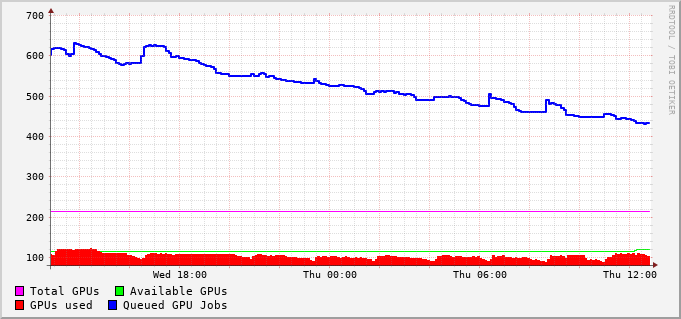 700
600
500
400
300
200
100
Wed 18:00 Thu 00:00 Thu 06:00 Thu 12:00
Total GPUs Available GPUs
GPUs used Queued GPU Jobs
RRDTOOL / TOBI OETIKER